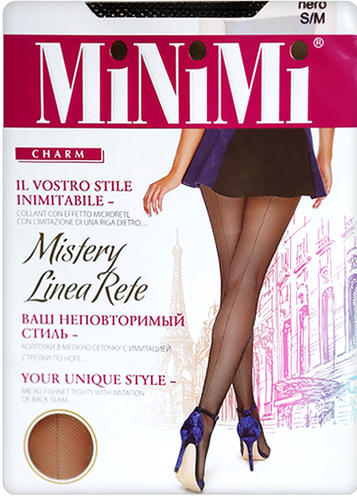 nero
S/M
MiNiMi®
CHARM
IL VOSTRO STILE
INIMITABILE –
COLLANT CON EFFETTO MICRORETE
CON L'IMITAZIONE DI UNA RIGA DIETRO...
Mistery
Linea Rete
ВАШ НЕПОВТОРИМЫЙ
СТИЛЬ –
КОЛГОТКИ В МЕЛКУЮ СЕТОЧКУ С ИМИТАЦИЕЙ
СТРЕЛКИ ПО НОГЕ...
YOUR UNIQUE STYLE –
MICRO FISHNET TIGHTS WITH IMITATION
OF BACK SEAM...